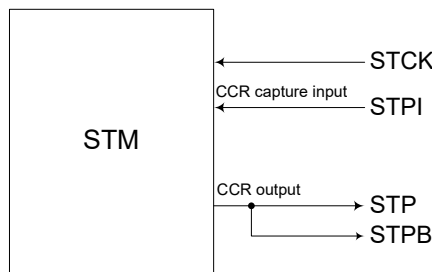 STM
STCK
CCR capture input
STPI
CCR output
STP
STPB